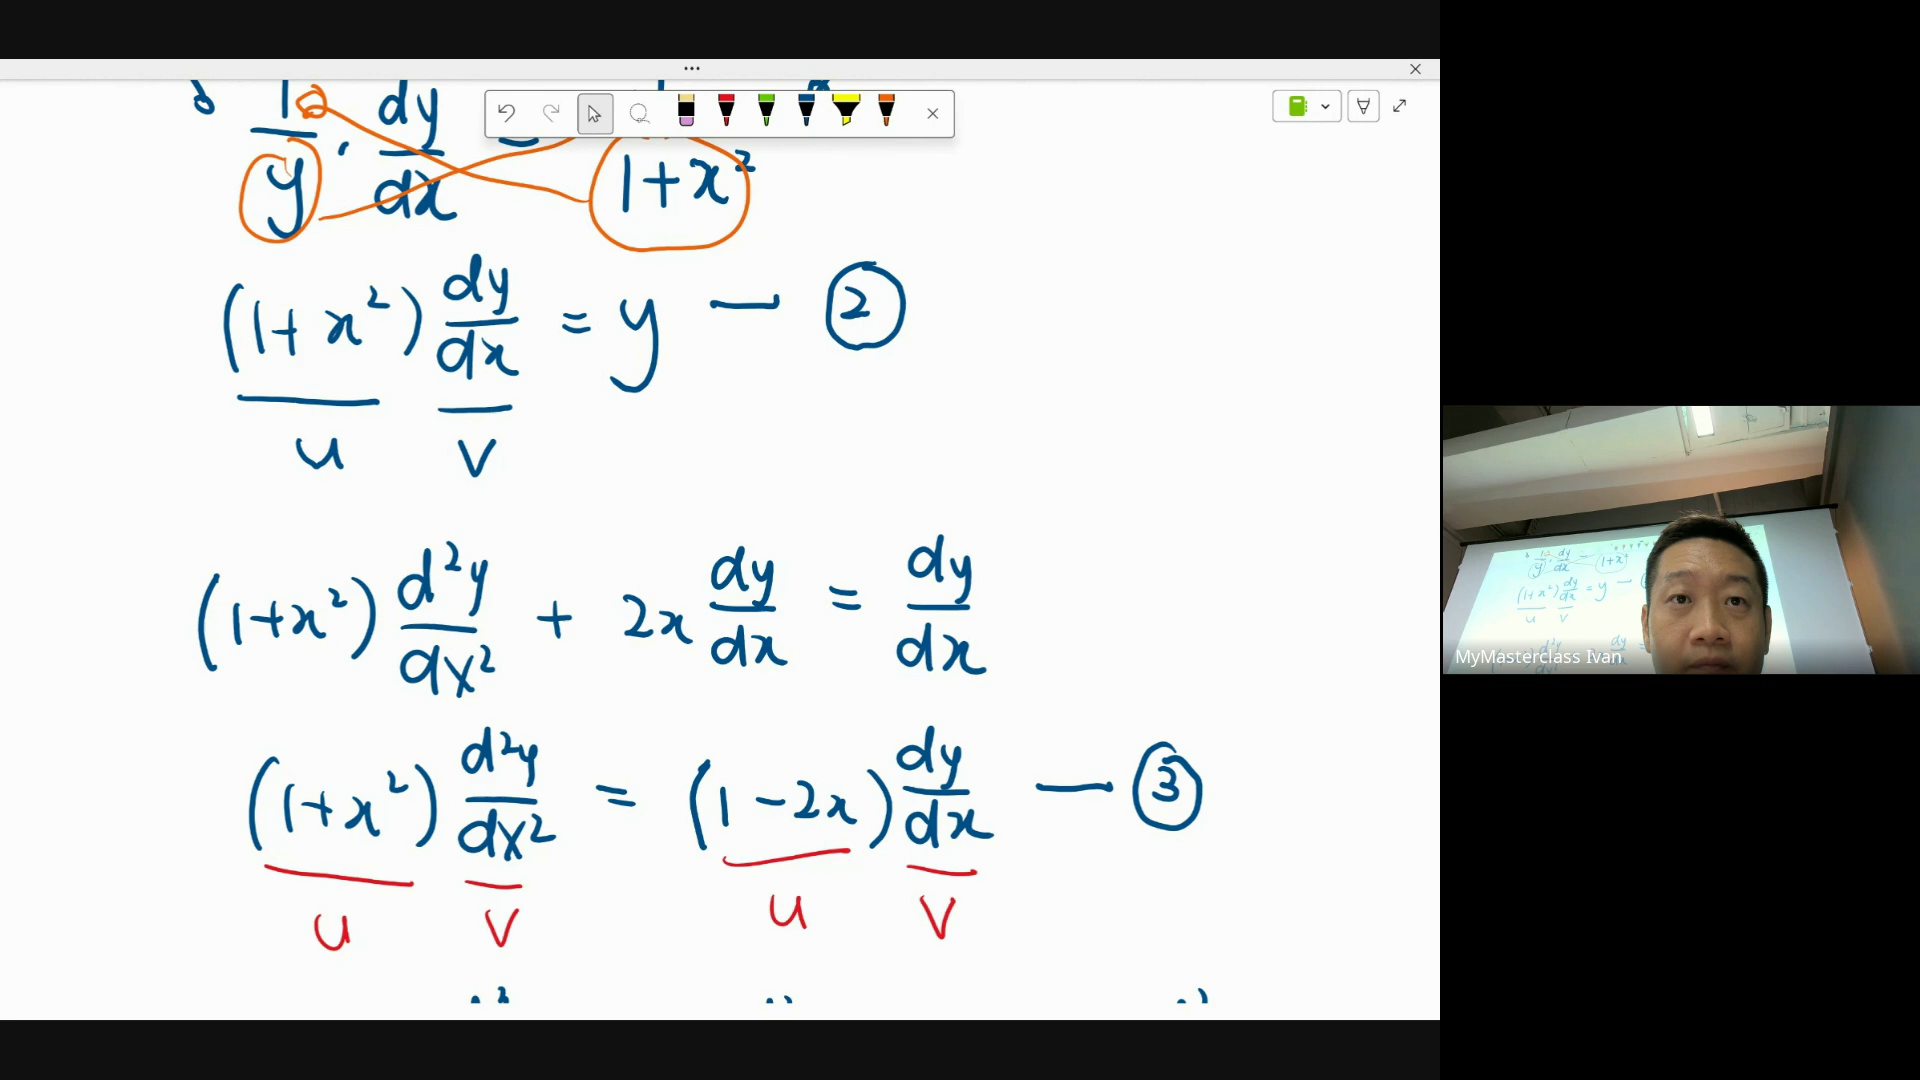 1/y · dy/dx = 1/(1+x²)
(1+x²) dy/dx = y — ②
u v
(1+x²) d²y/dx² + 2x dy/dx = dy/dx
(1+x²) d²y/dx² = (1-2x) dy/dx — ③
u v u v
MyMasterclass Ivan